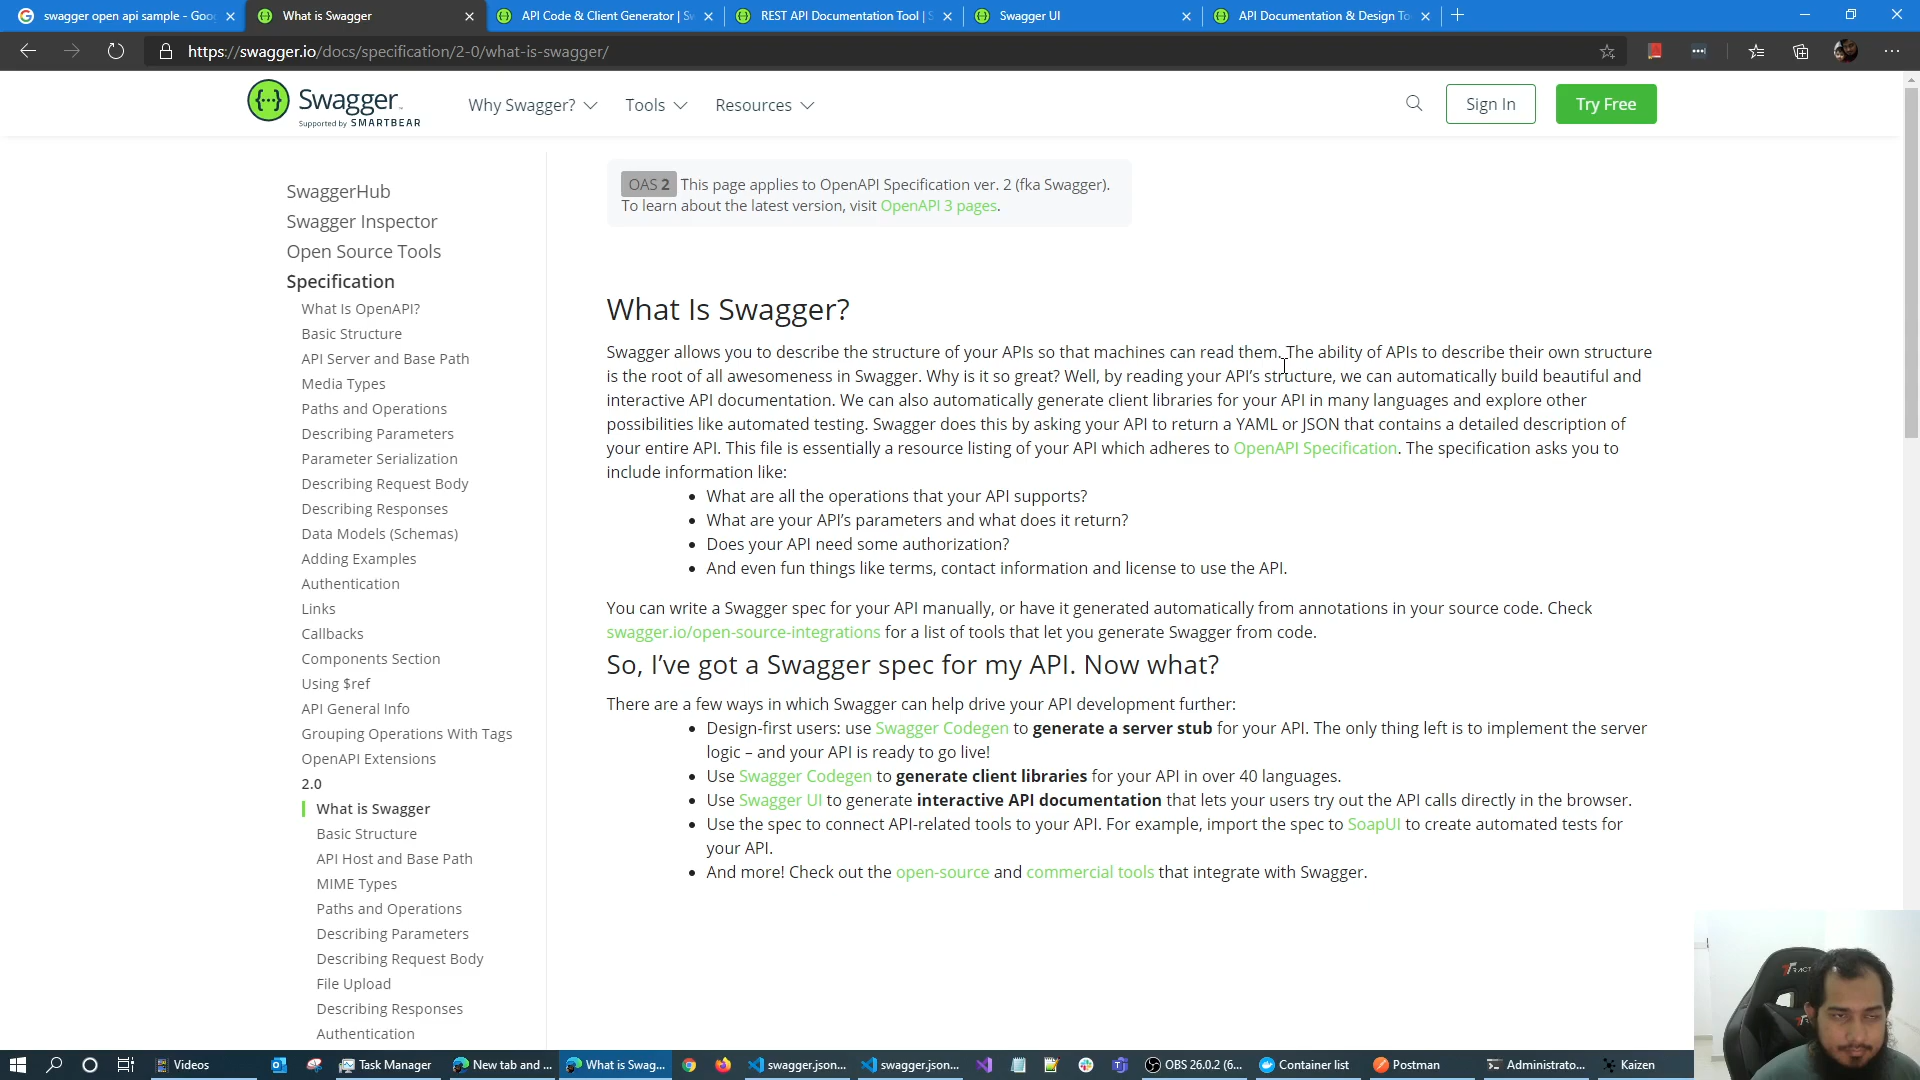 swagger open api sample - Goo
What is Swagger
API Code & Client Generator | Sw
REST API Documentation Tool | S
Swagger UI
API Documentation & Design To
https://swagger.io/docs/specification/2-0/what-is-swagger/
Swagger
Supported by SMARTBEAR
Why Swagger?
Tools
Resources
Sign In
Try Free
SwaggerHub
Swagger Inspector
Open Source Tools
Specification
What Is OpenAPI?
Basic Structure
API Server and Base Path
Media Types
Paths and Operations
Describing Parameters
Parameter Serialization
Describing Request Body
Describing Responses
Data Models (Schemas)
Adding Examples
Authentication
Links
Callbacks
Components Section
Using $ref
API General Info
Grouping Operations With Tags
OpenAPI Extensions
2.0
What is Swagger
Basic Structure
API Host and Base Path
MIME Types
Paths and Operations
Describing Parameters
Describing Request Body
File Upload
Describing Responses
Authentication
OAS 2 This page applies to OpenAPI Specification ver. 2 (fka Swagger).
To learn about the latest version, visit OpenAPI 3 pages.
What Is Swagger?
Swagger allows you to describe the structure of your APIs so that machines can read them. The ability of APIs to describe their own structure
is the root of all awesomeness in Swagger. Why is it so great? Well, by reading your API’s structure, we can automatically build beautiful and
interactive API documentation. We can also automatically generate client libraries for your API in many languages and explore other
possibilities like automated testing. Swagger does this by asking your API to return a YAML or JSON that contains a detailed description of
your entire API. This file is essentially a resource listing of your API which adheres to OpenAPI Specification. The specification asks you to
include information like:
• What are all the operations that your API supports?
• What are your API’s parameters and what does it return?
• Does your API need some authorization?
• And even fun things like terms, contact information and license to use the API.
You can write a Swagger spec for your API manually, or have it generated automatically from annotations in your source code. Check
swagger.io/open-source-integrations for a list of tools that let you generate Swagger from code.
So, I’ve got a Swagger spec for my API. Now what?
There are a few ways in which Swagger can help drive your API development further:
• Design-first users: use Swagger Codegen to generate a server stub for your API. The only thing left is to implement the server
logic – and your API is ready to go live!
• Use Swagger Codegen to generate client libraries for your API in over 40 languages.
• Use Swagger UI to generate interactive API documentation that lets your users try out the API calls directly in the browser.
• Use the spec to connect API-related tools to your API. For example, import the spec to SoapUI to create automated tests for
your API.
• And more! Check out the open-source and commercial tools that integrate with Swagger.
Videos
Task Manager
New tab and ...
What is Swag...
swagger.json...
swagger.json...
OBS 26.0.2 (6...
Container list
Postman
Administrato...
Kaizen